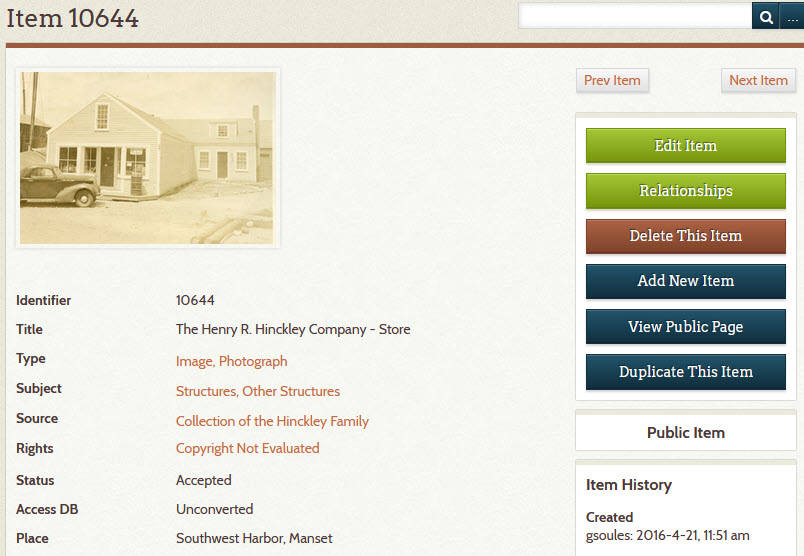 Item 10644
...
Prev Item
Next Item
Edit Item
Relationships
Delete This Item
Add New Item
View Public Page
Duplicate This Item
Public Item
Item History
Created
gsoules: 2016-4-21, 11:51 am
Identifier 10644
Title The Henry R. Hinckley Company - Store
Type Image, Photograph
Subject Structures, Other Structures
Source Collection of the Hinckley Family
Rights Copyright Not Evaluated
Status Accepted
Access DB Unconverted
Place Southwest Harbor, Manset